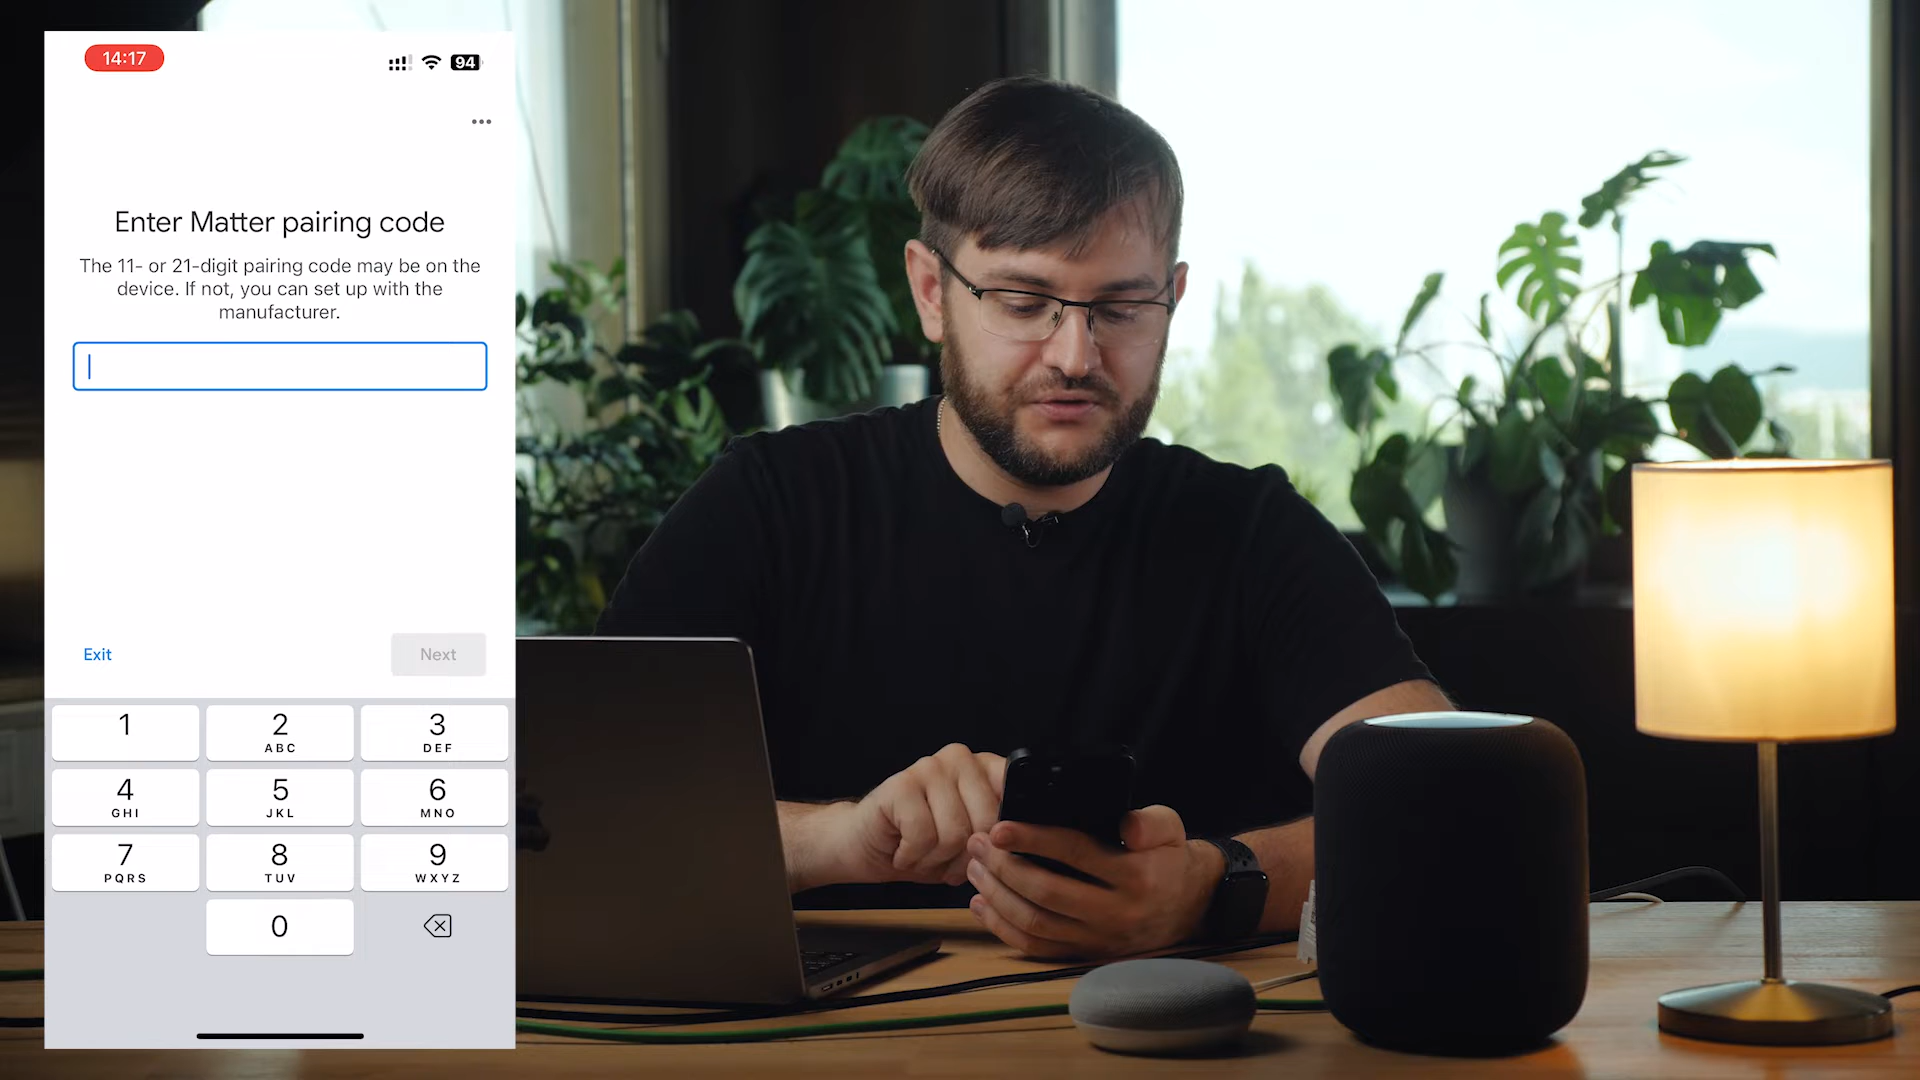 14:17
94
Enter Matter pairing code
The 11- or 21-digit pairing code may be on the
device. If not, you can set up with the
manufacturer.
Exit
Next
1
2
ABC
3
DEF
4
GHI
5
JKL
6
MNO
7
PQRS
8
TUV
9
WXYZ
0